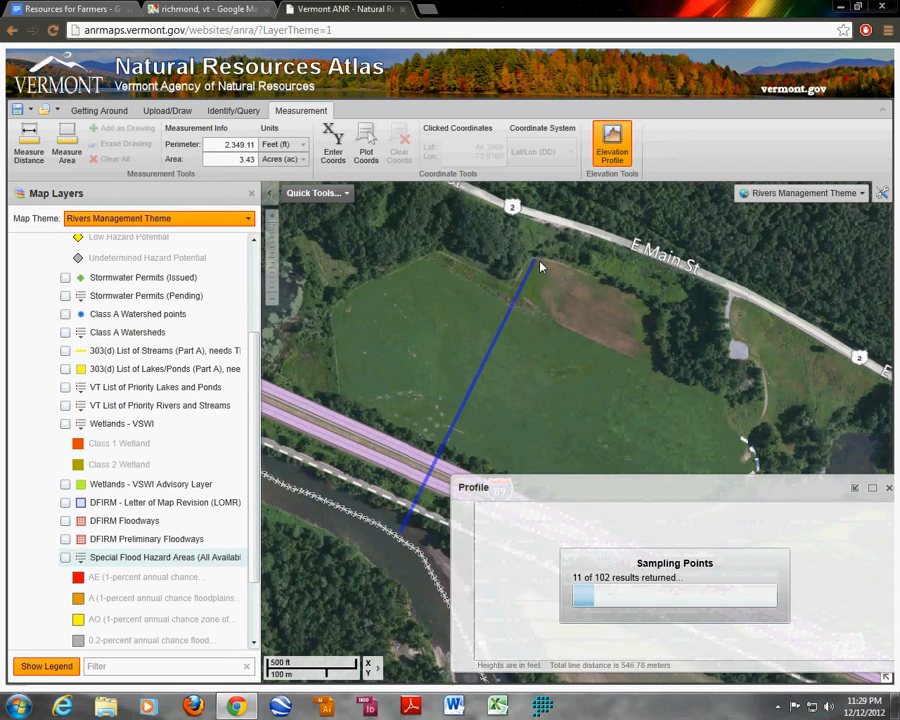 Resources for Farmers - G
richmond, vt - Google M
Vermont ANR - Natural R
anrmaps.vermont.gov/websites/anra/?LayerTheme=1
VERMONT
Natural Resources Atlas
Vermont Agency of Natural Resources
vermont.gov
Getting Around
Upload/Draw
Identify/Query
Measurement
Measure Distance
Measure Area
Add as Drawing
Erase Drawing
Clear All
Measurement Info
Units
Perimeter: 2,349.11 Feet (ft)
Area: 3.43 Acres (ac)
Measurement Tools
XY
Enter Coords
Plot Coords
Clear Coords
Clicked Coordinates
Coordinate System
Lat:
Lon:
Lat/Lon (DD)
Coordinate Tools
Elevation Profile
Elevation Tools
Map Layers
Quick Tools...
Rivers Management Theme
Map Theme: Rivers Management Theme
Low Hazard Potential
Undetermined Hazard Potential
Stormwater Permits (Issued)
Stormwater Permits (Pending)
Class A Watershed points
Class A Watersheds
303(d) List of Streams (Part A), needs T
303(d) List of Lakes/Ponds (Part A), nee
VT List of Priority Lakes and Ponds
VT List of Priority Rivers and Streams
Wetlands - VSWI
Class 1 Wetland
Class 2 Wetland
Wetlands - VSWI Advisory Layer
DFIRM - Letter of Map Revision (LOMR)
DFIRM Floodways
DFIRM Preliminary Floodways
Special Flood Hazard Areas (All Availabl
AE (1-percent annual chance...
A (1-percent annual chance floodplains...
AO (1-percent annual chance zone of...
0.2-percent annual chance flood...
Show Legend
Filter
2
E Main St
2
E
89
Profile
Sampling Points
11 of 102 results returned...
Heights are in feet. Total line distance is 546.78 meters.
500 ft
100 m
X
Y
11:29 PM
12/12/2012